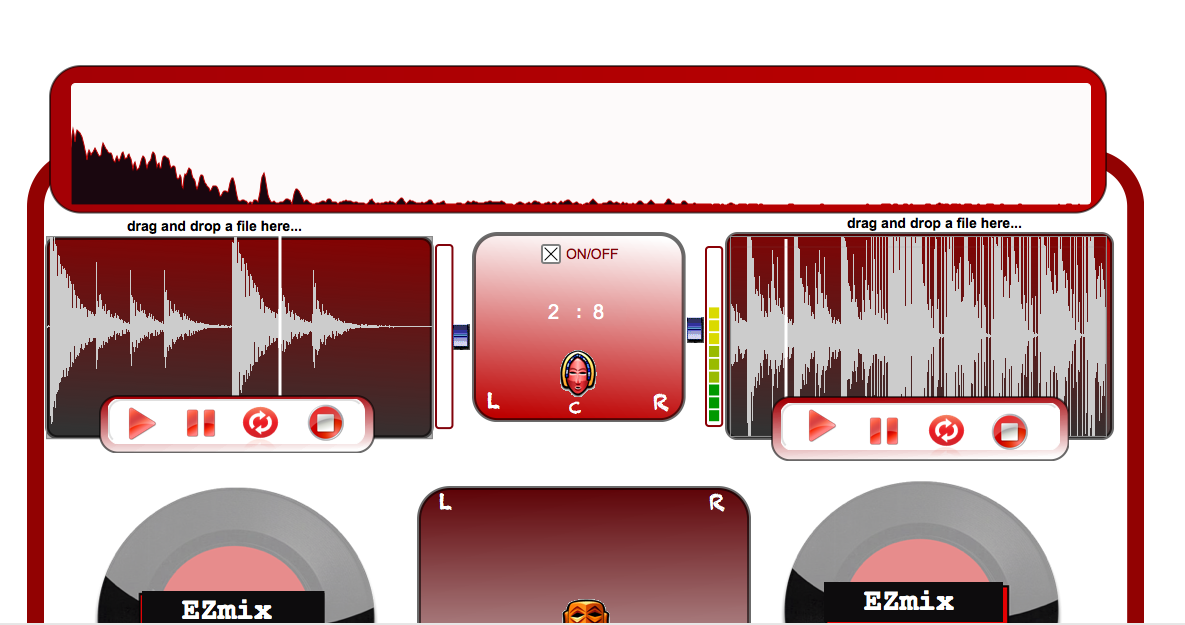 drag and drop a file here...
drag and drop a file here...
ON/OFF
2 : 8
L
C
R
L
R
EZmix
EZmix